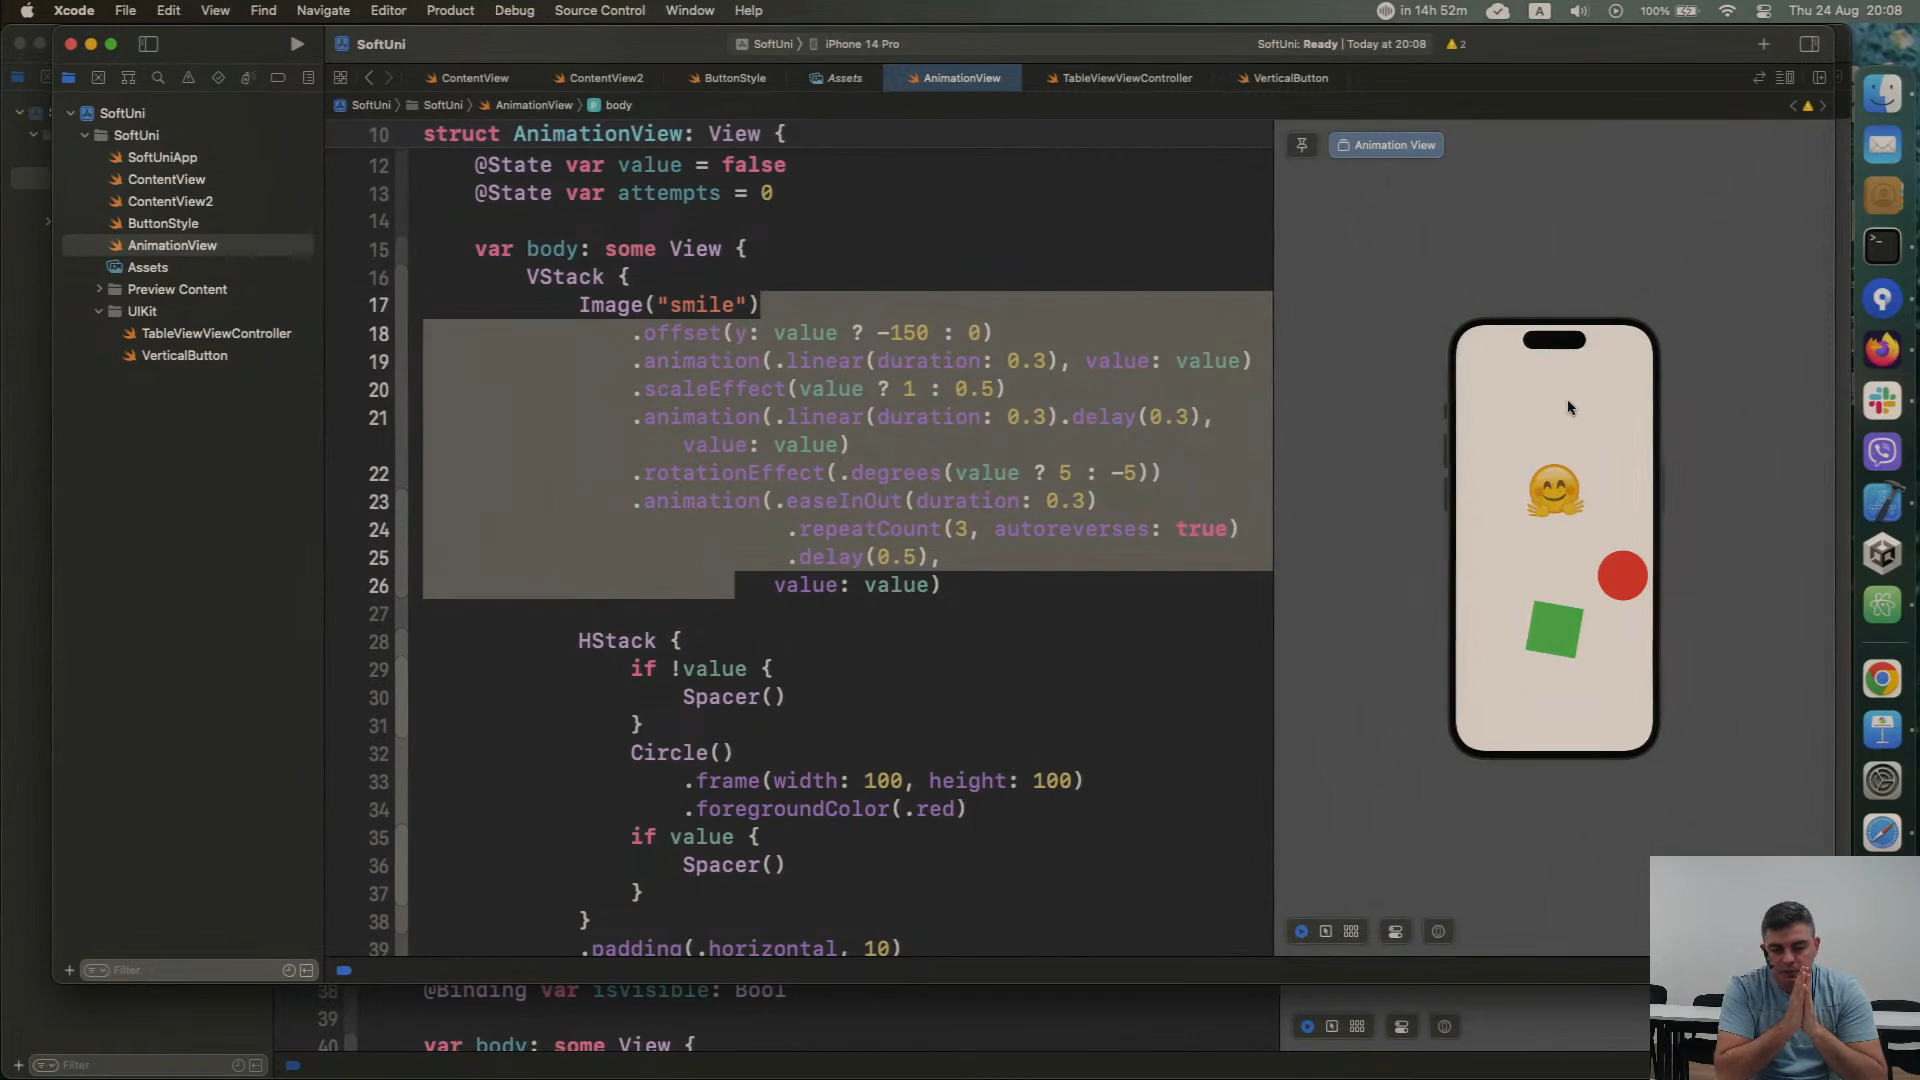 Xcode File Edit View Find Navigate Editor Product Debug Source Control Window Help
in 14h 52m A 100% Thu 24 Aug 20:08
SoftUni
SoftUni iPhone 14 Pro
SoftUni: Ready | Today at 20:08 2
ContentView ContentView2 ButtonStyle Assets AnimationView TableViewViewController VerticalButton
SoftUni SoftUni AnimationView body
SoftUni
SoftUni
SoftUniApp
ContentView
ContentView2
ButtonStyle
AnimationView
Assets
Preview Content
UIKit
TableViewViewController
VerticalButton
Filter
10 struct AnimationView: View {
12 @State var value = false
13 @State var attempts = 0
14
15 var body: some View {
16 VStack {
17 Image("smile")
18 .offset(y: value ? -150 : 0)
19 .animation(.linear(duration: 0.3), value: value)
20 .scaleEffect(value ? 1 : 0.5)
21 .animation(.linear(duration: 0.3).delay(0.3),
value: value)
22 .rotationEffect(.degrees(value ? 5 : -5))
23 .animation(.easeInOut(duration: 0.3)
24 .repeatCount(3, autoreverses: true)
25 .delay(0.5),
26 value: value)
27
28 HStack {
29 if !value {
30 Spacer()
31 }
32 Circle()
33 .frame(width: 100, height: 100)
34 .foregroundColor(.red)
35 if value {
36 Spacer()
37 }
38 }
39 .padding(.horizontal, 10)
Animation View
38 @Binding var isVisible: Bool
39
40 var body: some View {
Filter